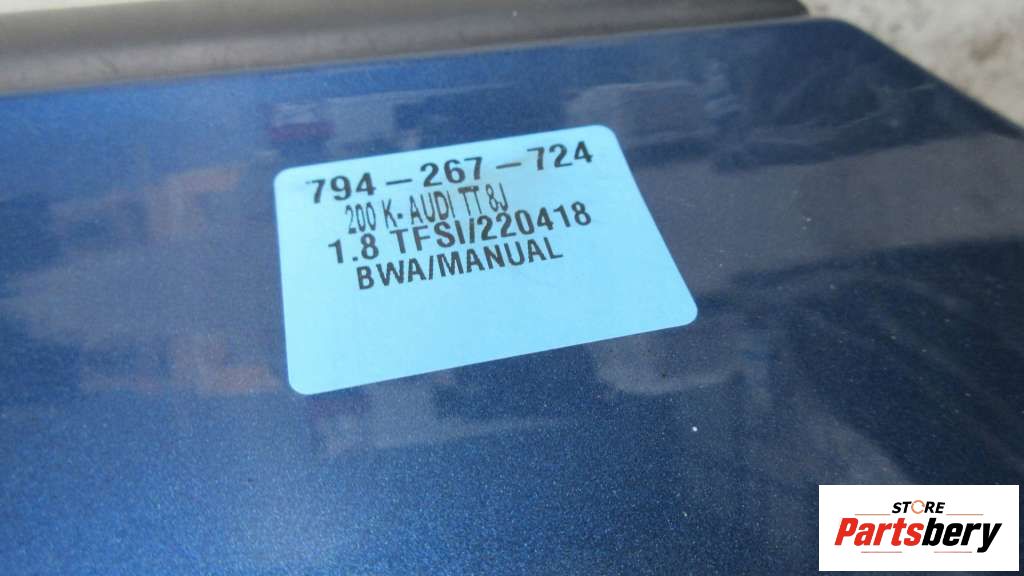 794-267-724
200 K- AUDI TT 8J
1.8 TFSI/220418
BWA/MANUAL
STORE
Partsbery